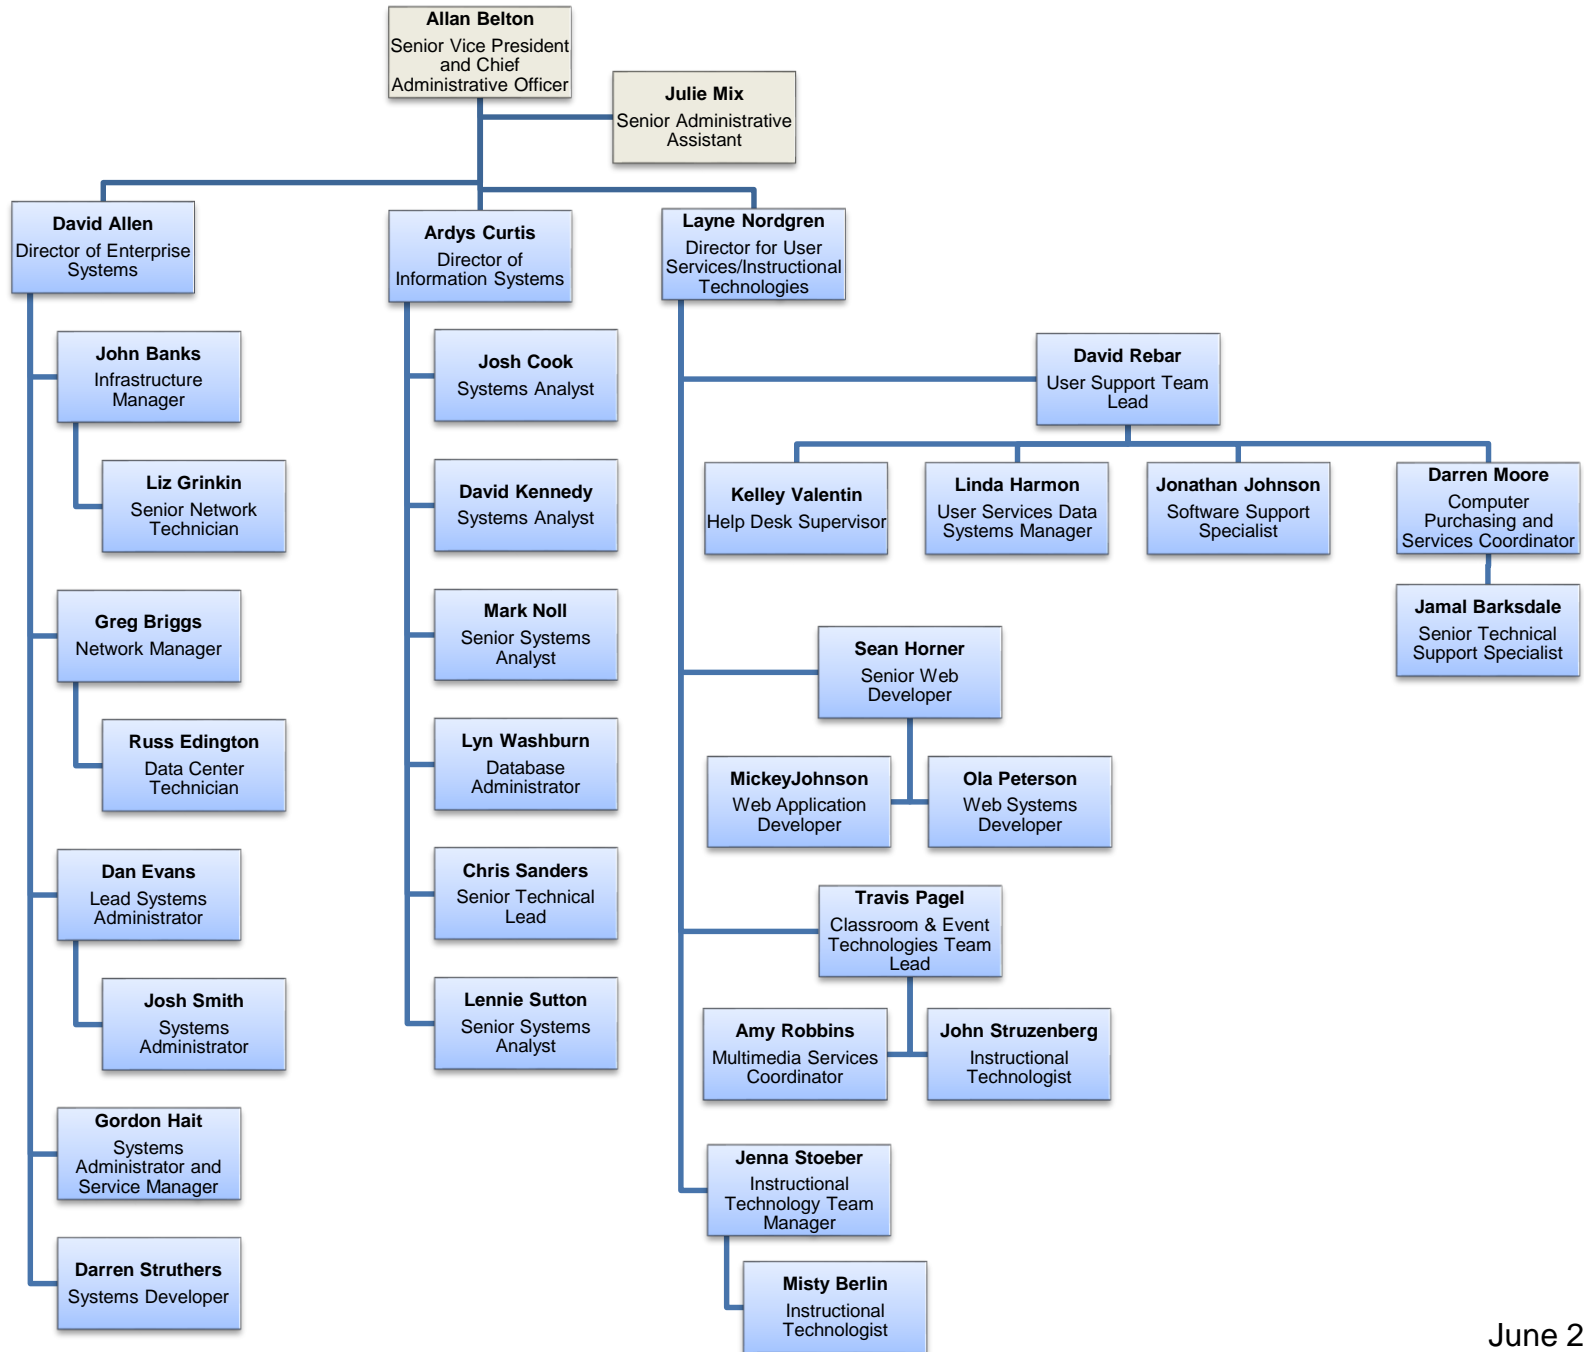 Allan Belton
Senior Vice President
and Chief
Administrative Officer
Julie Mix
Senior Administrative
Assistant
David Allen
Director of Enterprise
Systems
John Banks
Infrastructure
Manager
Liz Grinkin
Senior Network
Technician
Greg Briggs
Network Manager
Russ Edington
Data Center
Technician
Dan Evans
Lead Systems
Administrator
Josh Smith
Systems
Administrator
Gordon Hait
Systems
Administrator and
Service Manager
Darren Struthers
Systems Developer
Ardys Curtis
Director of
Information Systems
Josh Cook
Systems Analyst
David Kennedy
Systems Analyst
Mark Noll
Senior Systems
Analyst
Lyn Washburn
Database
Administrator
Chris Sanders
Senior Technical
Lead
Lennie Sutton
Senior Systems
Analyst
Layne Nordgren
Director for User
Services/Instructional
Technologies
David Rebar
User Support Team
Lead
Kelley Valentin
Help Desk Supervisor
Linda Harmon
User Services Data
Systems Manager
Jonathan Johnson
Software Support
Specialist
Darren Moore
Computer
Purchasing and
Services Coordinator
Jamal Barksdale
Senior Technical
Support Specialist
Sean Horner
Senior Web
Developer
MickeyJohnson
Web Application
Developer
Ola Peterson
Web Systems
Developer
Travis Pagel
Classroom & Event
Technologies Team
Lead
Amy Robbins
Multimedia Services
Coordinator
John Struzenberg
Instructional
Technologist
Jenna Stoeber
Instructional
Technology Team
Manager
Misty Berlin
Instructional
Technologist
June 2